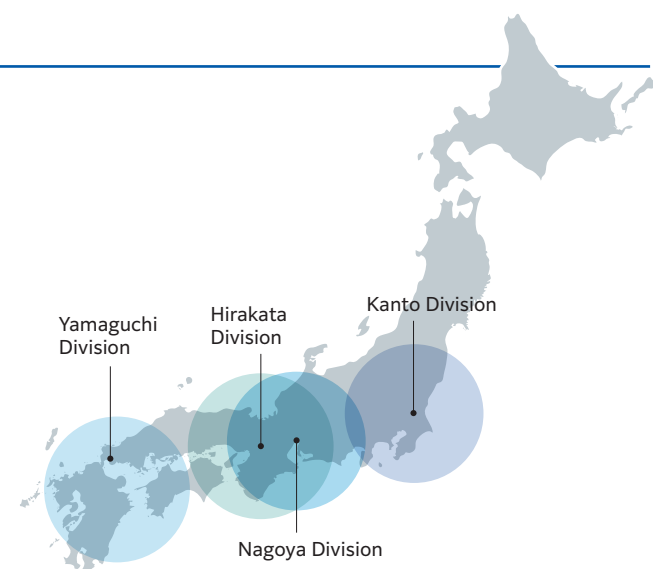 Kanto Division
Hirakata
Division
Yamaguchi
Division
Nagoya Division